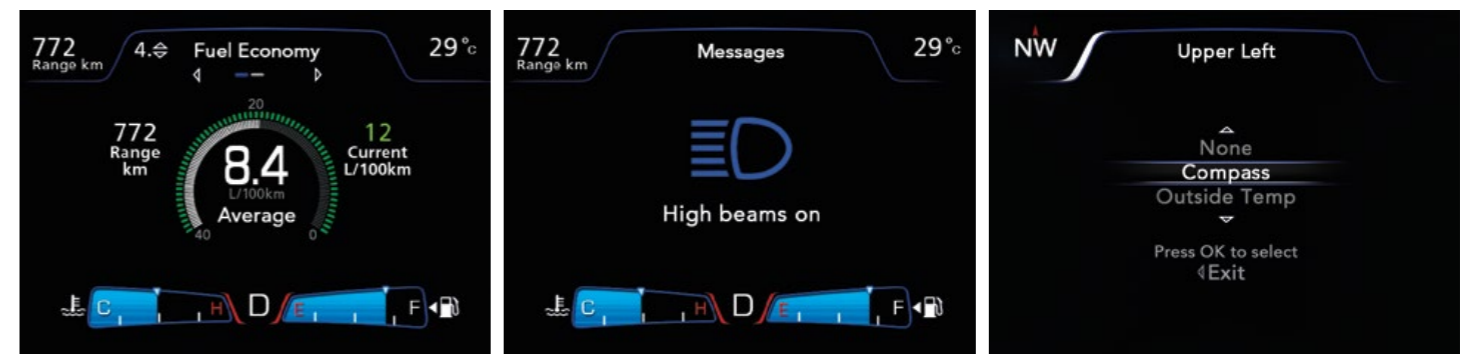 772
Range km
4.
Fuel Economy
29°c
20
772
Range
km
8.4
L/100km
Average
12
Current
L/100km
40
0
C
H
D
E
F
772
Range km
Messages
29°c
High beams on
C
H
D
E
F
NW
Upper Left
None
Compass
Outside Temp
Press OK to select
Exit